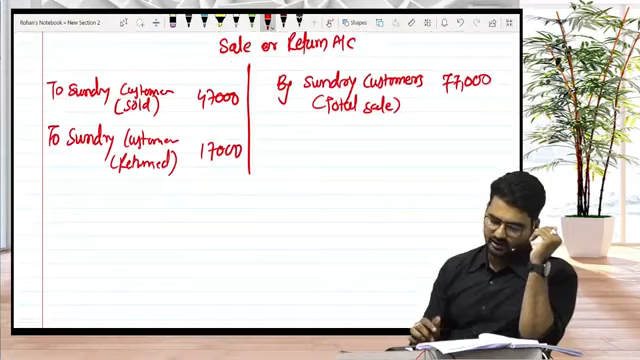 Rohan's Notebook > New Section 2
Shapes
Sale or Return A/C
To Sundry Customer 47000
(Sold)
To Sundry Customer
(Returned) 17000
By Sundry Customers 77,000
(Total sale)